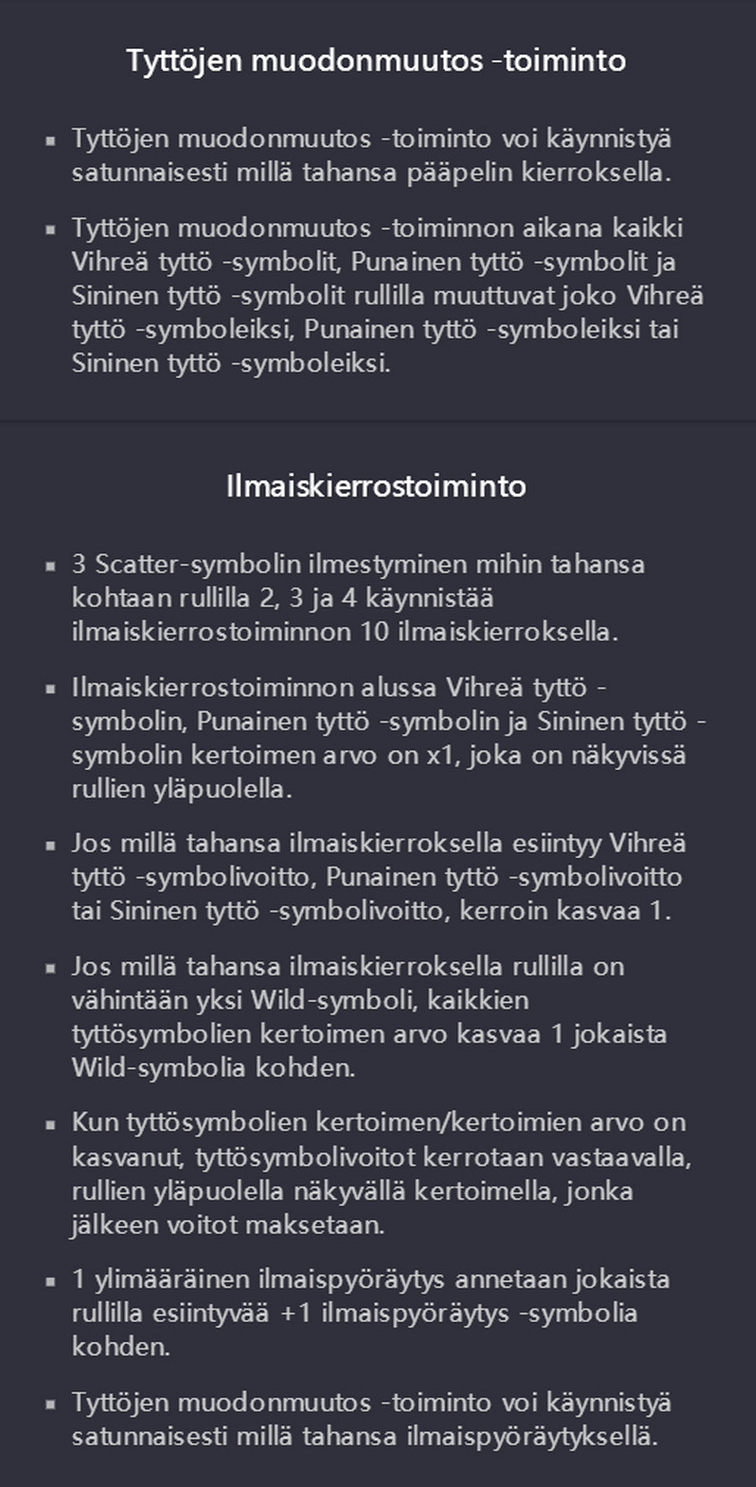 Tyttöjen muodonmuutos -toiminto
▪ Tyttöjen muodonmuutos -toiminto voi käynnistyä
satunnaisesti millä tahansa pääpelin kierroksella.
▪ Tyttöjen muodonmuutos -toiminnon aikana kaikki
Vihreä tyttö -symbolit, Punainen tyttö -symbolit ja
Sininen tyttö -symbolit rullilla muuttuvat joko Vihreä
tyttö -symboleiksi, Punainen tyttö -symboleiksi tai
Sininen tyttö -symboleiksi.
Ilmaiskierrostoiminto
▪ 3 Scatter-symbolin ilmestyminen mihin tahansa
kohtaan rullilla 2, 3 ja 4 käynnistää
ilmaiskierrostoiminnon 10 ilmaiskierroksella.
▪ Ilmaiskierrostoiminnon alussa Vihreä tyttö -
symbolin, Punainen tyttö -symbolin ja Sininen tyttö -
symbolin kertoimen arvo on x1, joka on näkyvissä
rullien yläpuolella.
▪ Jos millä tahansa ilmaiskierroksella esiintyy Vihreä
tyttö -symbolivoitto, Punainen tyttö -symbolivoitto
tai Sininen tyttö -symbolivoitto, kerroin kasvaa 1.
▪ Jos millä tahansa ilmaiskierroksella rullilla on
vähintään yksi Wild-symboli, kaikkien
tyttösymbolien kertoimen arvo kasvaa 1 jokaista
Wild-symbolia kohden.
▪ Kun tyttösymbolien kertoimen/kertoimien arvo on
kasvanut, tyttösymbolivoitot kerrotaan vastaavalla,
rullien yläpuolella näkyvällä kertoimella, jonka
jälkeen voitot maksetaan.
▪ 1 ylimääräinen ilmaispyöräytys annetaan jokaista
rullilla esiintyvää +1 ilmaispyöräytys -symbolia
kohden.
▪ Tyttöjen muodonmuutos -toiminto voi käynnistyä
satunnaisesti millä tahansa ilmaispyöräytyksellä.